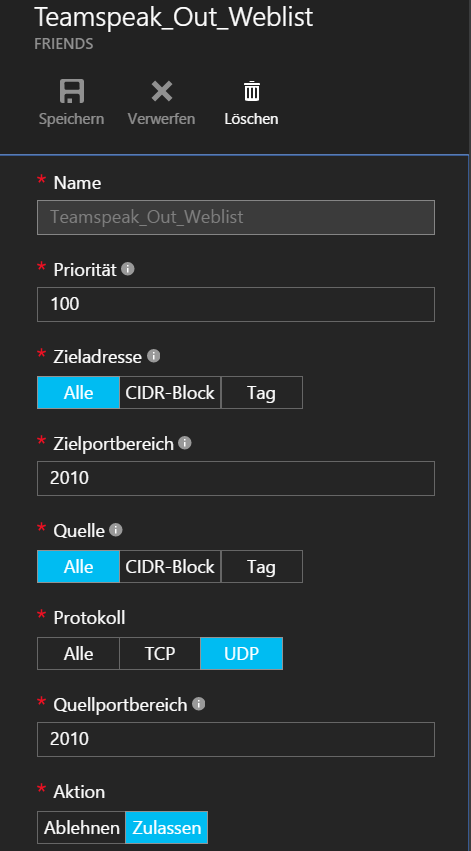 Teamspeak_Out_Weblist
FRIENDS
Speichern Verwerfen Löschen
* Name
Teamspeak_Out_Weblist
* Priorität
100
* Zieladresse
Alle CIDR-Block Tag
* Zielportbereich
2010
* Quelle
Alle CIDR-Block Tag
* Protokoll
Alle TCP UDP
* Quellportbereich
2010
* Aktion
Ablehnen Zulassen